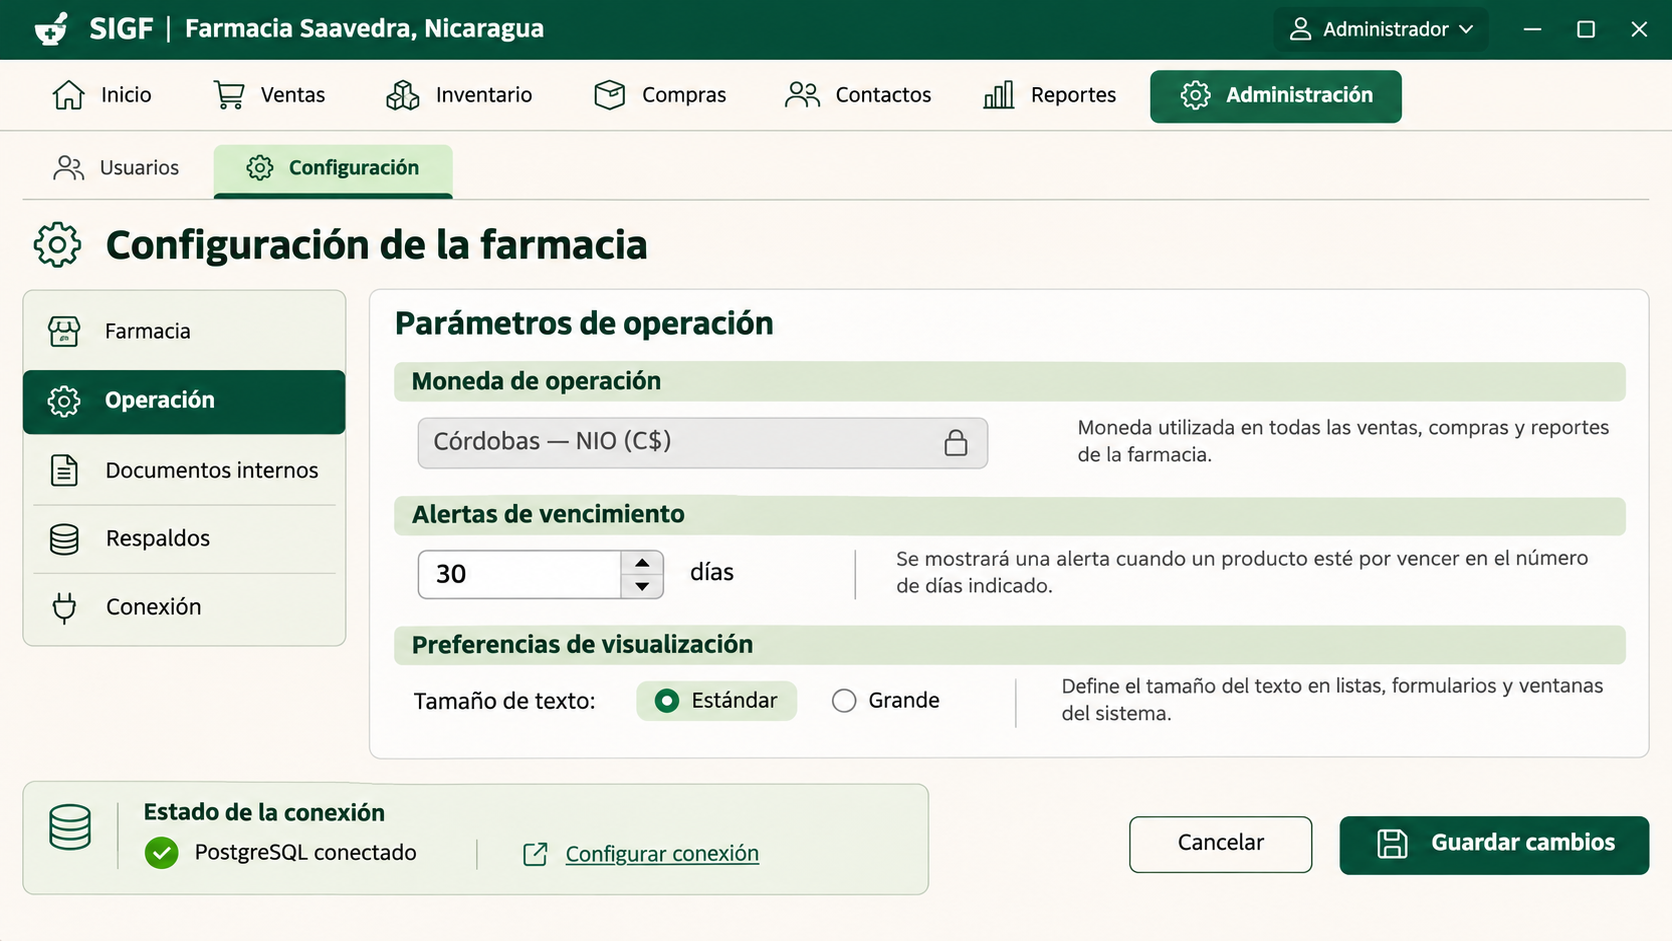 SIGF | Farmacia Saavedra, Nicaragua
Administrador
Inicio
Ventas
Inventario
Compras
Contactos
Reportes
Administración
Usuarios
Configuración
Configuración de la farmacia
Farmacia
Operación
Documentos internos
Respaldos
Conexión
Parámetros de operación
Moneda de operación
Córdobas — NIO (C$)
Moneda utilizada en todas las ventas, compras y reportes
de la farmacia.
Alertas de vencimiento
30
días
Se mostrará una alerta cuando un producto esté por vencer en el número
de días indicado.
Preferencias de visualización
Tamaño de texto:
Estándar
Grande
Define el tamaño del texto en listas, formularios y ventanas
del sistema.
Estado de la conexión
PostgreSQL conectado
Configurar conexión
Cancelar
Guardar cambios